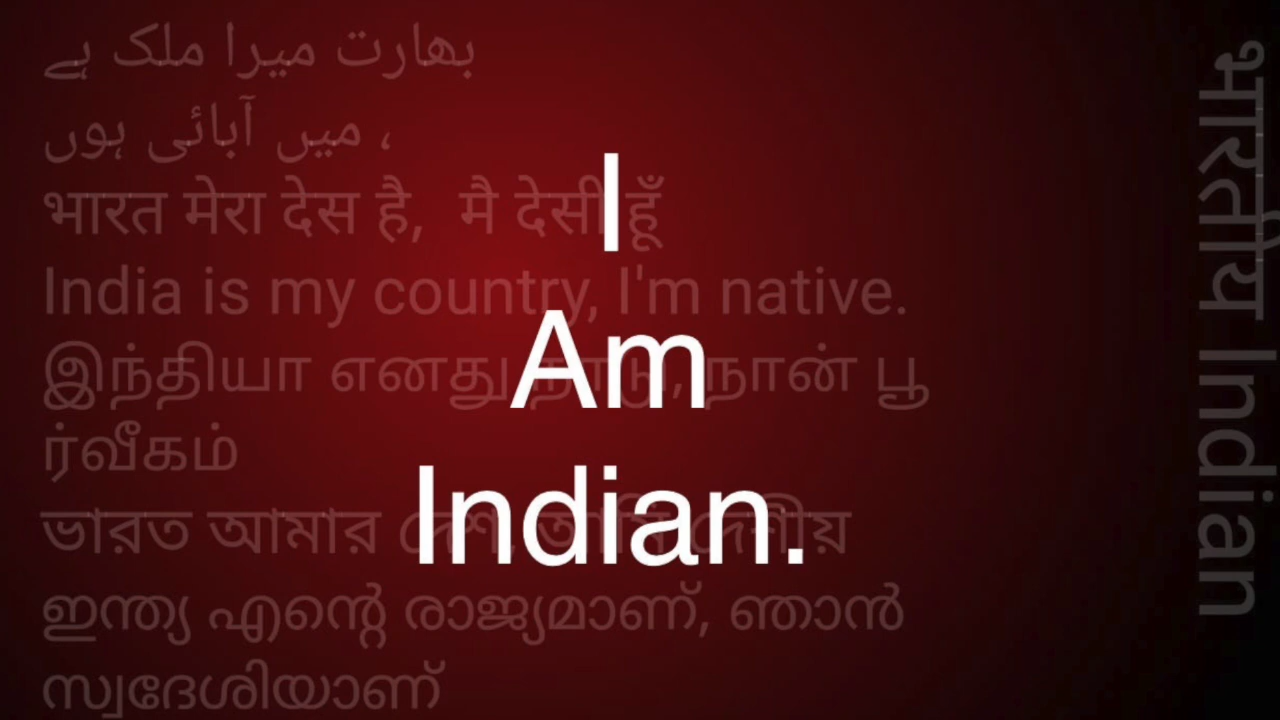 بھارت میرا ملک ہے
، میں آبائی ہوں
भारत मेरा देस है, मै देसी हूँ
India is my country, I'm native.
இந்தியா எனது நாடு, நான் பூ
ர்வீகம்
ভারত আমার দেশ, আমি দেশীয়
ഇന്ത്യ എന്റെ രാജ്യമാണ്, ഞാൻ
സ്വദേശിയാണ്
I
Am
Indian.
भारतीय Indian